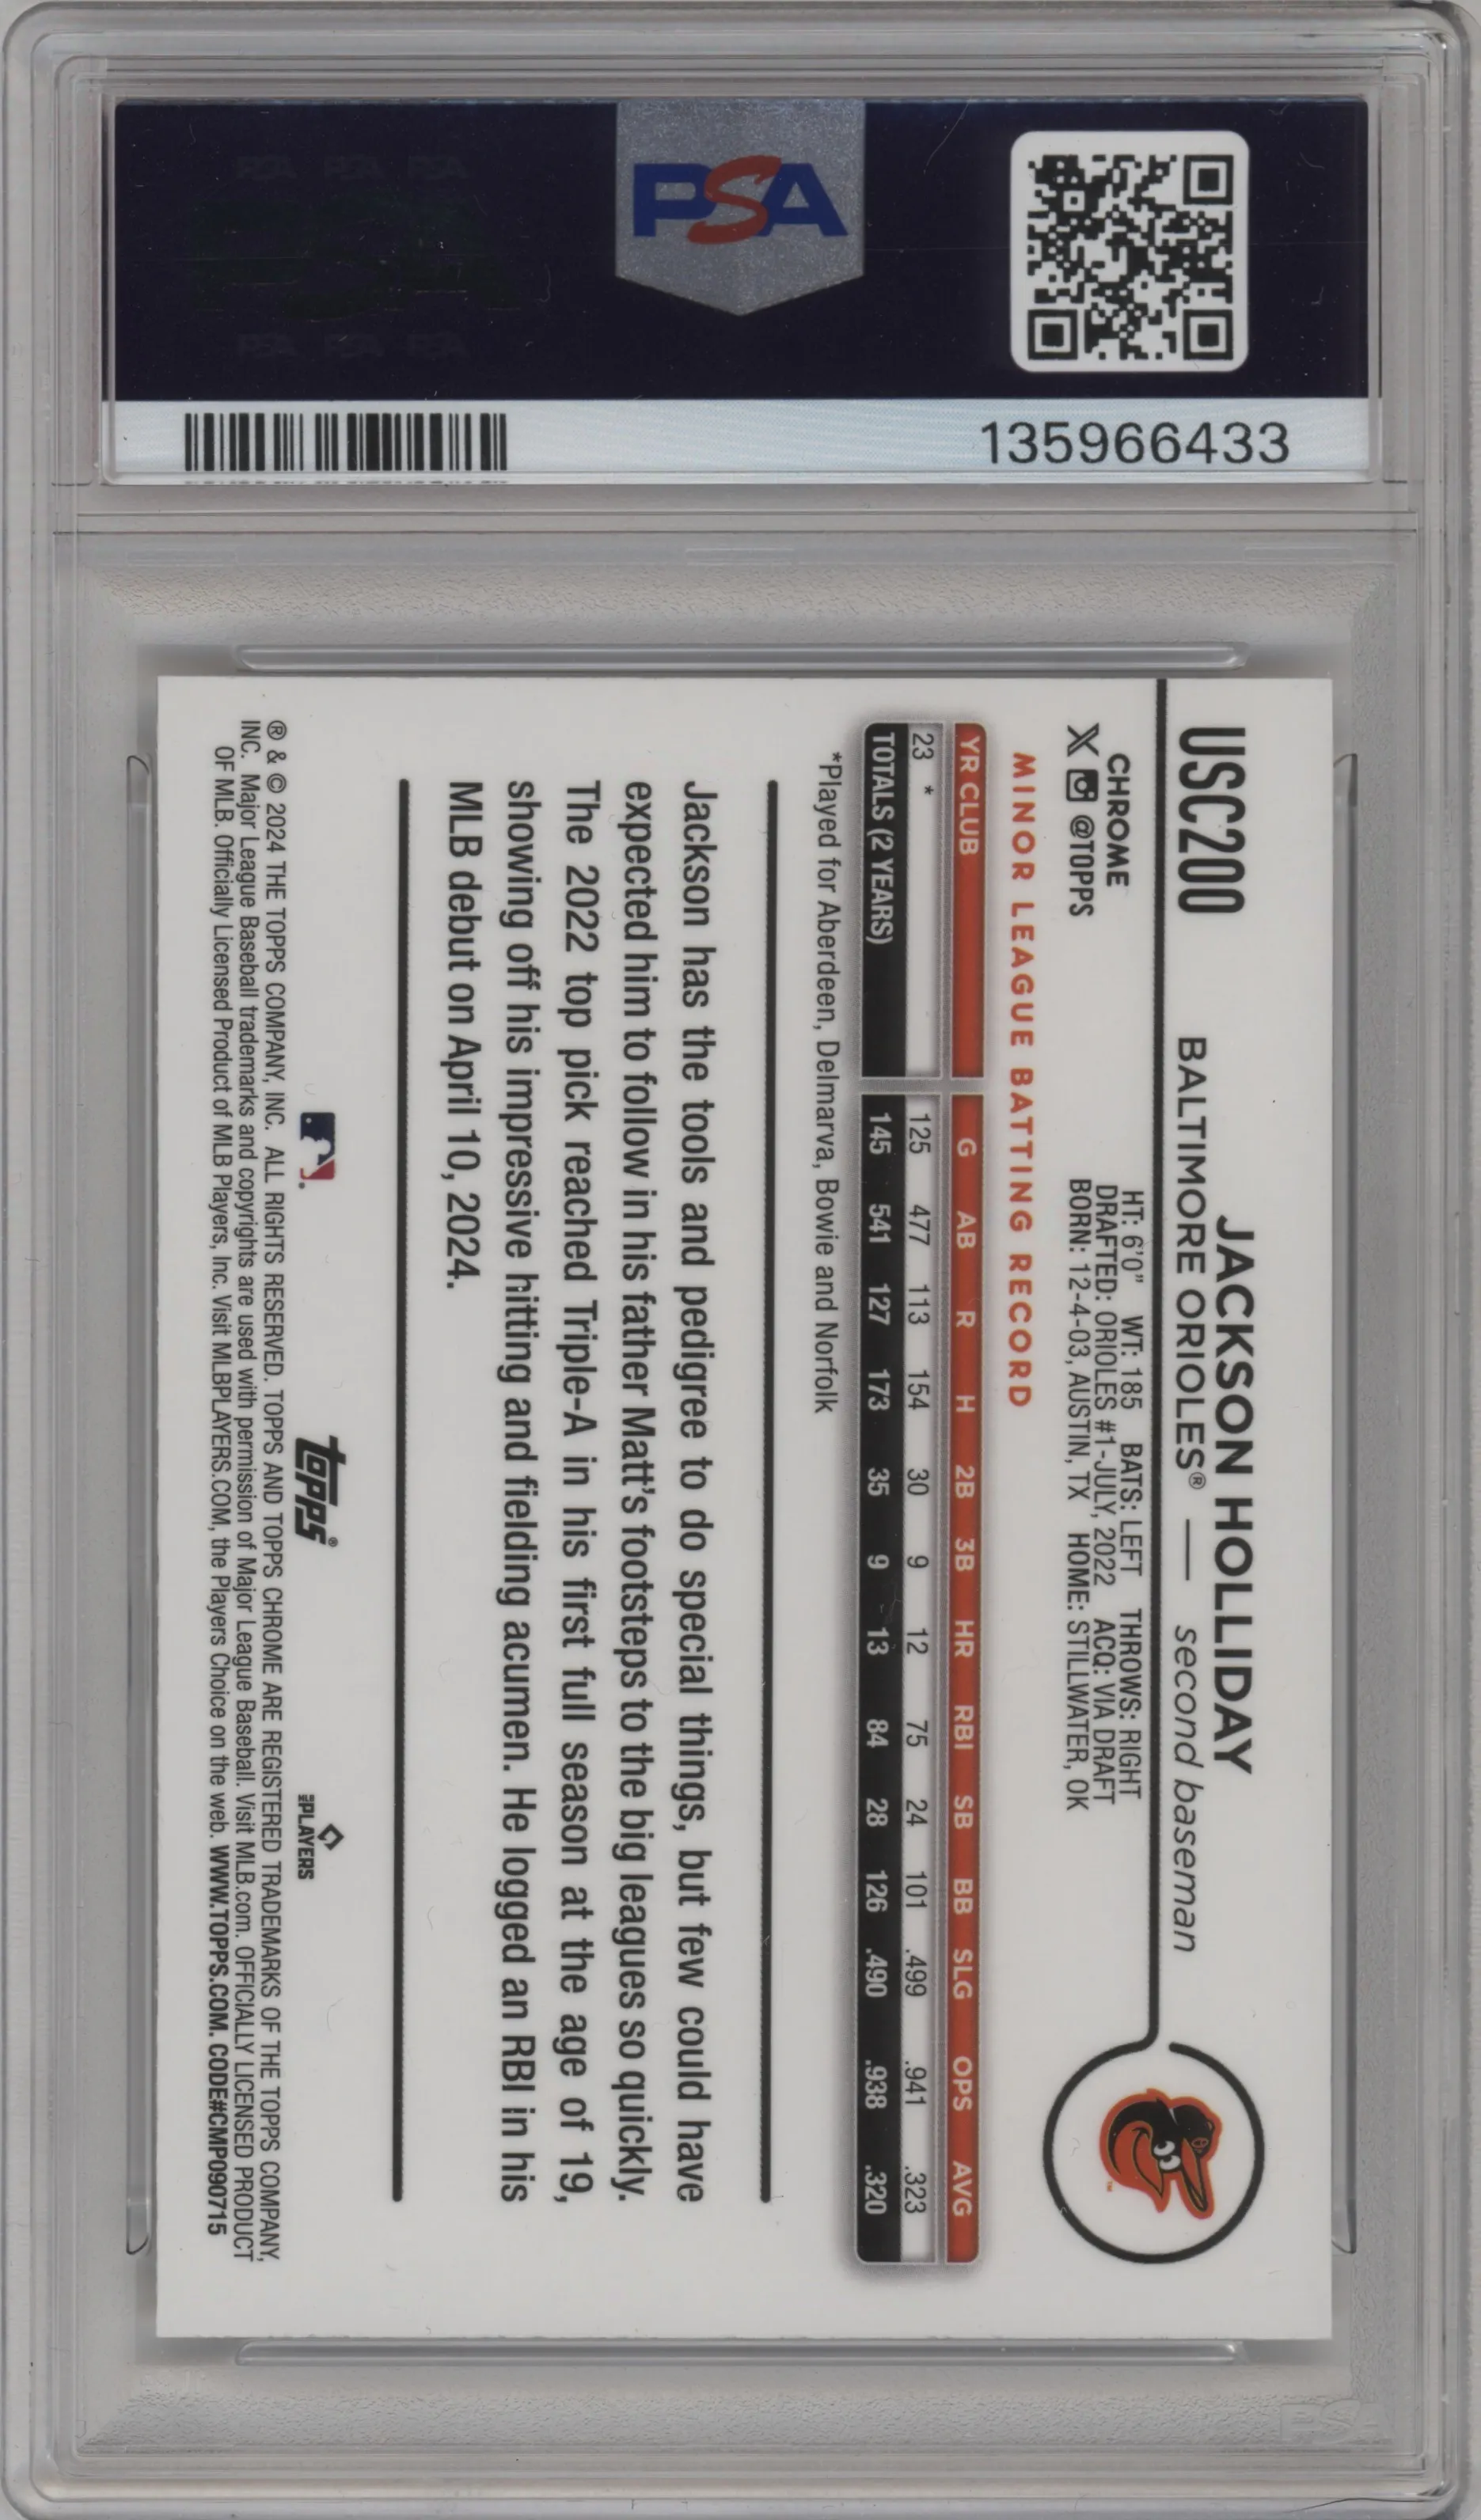 PSA PSA PSA
PSA
PSA PSA PSA
PSA
135966433
USC200
JACKSON HOLLIDAY
BALTIMORE ORIOLES® — second baseman
CHROME
X @TOPPS
HT: 6'0" WT: 185 BATS: LEFT THROWS: RIGHT
DRAFTED: ORIOLES #1-JULY, 2022 ACQ: VIA DRAFT
BORN: 12-4-03, AUSTIN, TX HOME: STILLWATER, OK
MINOR LEAGUE BATTING RECORD
YR CLUB G AB R H 2B 3B HR RBI SB BB SLG OPS AVG
23 * 125 477 113 154 30 9 12 75 24 101 .499 .941 .323
TOTALS (2 YEARS) 145 541 127 173 35 9 13 84 28 126 .490 .938 .320
*Played for Aberdeen, Delmarva, Bowie and Norfolk
Jackson has the tools and pedigree to do special things, but few could have
expected him to follow in his father Matt's footsteps to the big leagues so quickly.
The 2022 top pick reached Triple-A in his first full season at the age of 19,
showing off his impressive hitting and fielding acumen. He logged an RBI in his
MLB debut on April 10, 2024.
topps®
THE PLAYERS
® & © 2024 THE TOPPS COMPANY, INC. ALL RIGHTS RESERVED. TOPPS AND TOPPS CHROME ARE REGISTERED TRADEMARKS OF THE TOPPS COMPANY,
INC. Major League Baseball trademarks and copyrights are used with permission of Major League Baseball. Visit MLB.com. OFFICIALLY LICENSED PRODUCT
OF MLB. Officially Licensed Product of MLB Players, Inc. Visit MLBPLAYERS.COM, the Players Choice on the web. WWW.TOPPS.COM. CODE#CMP090715
PSA